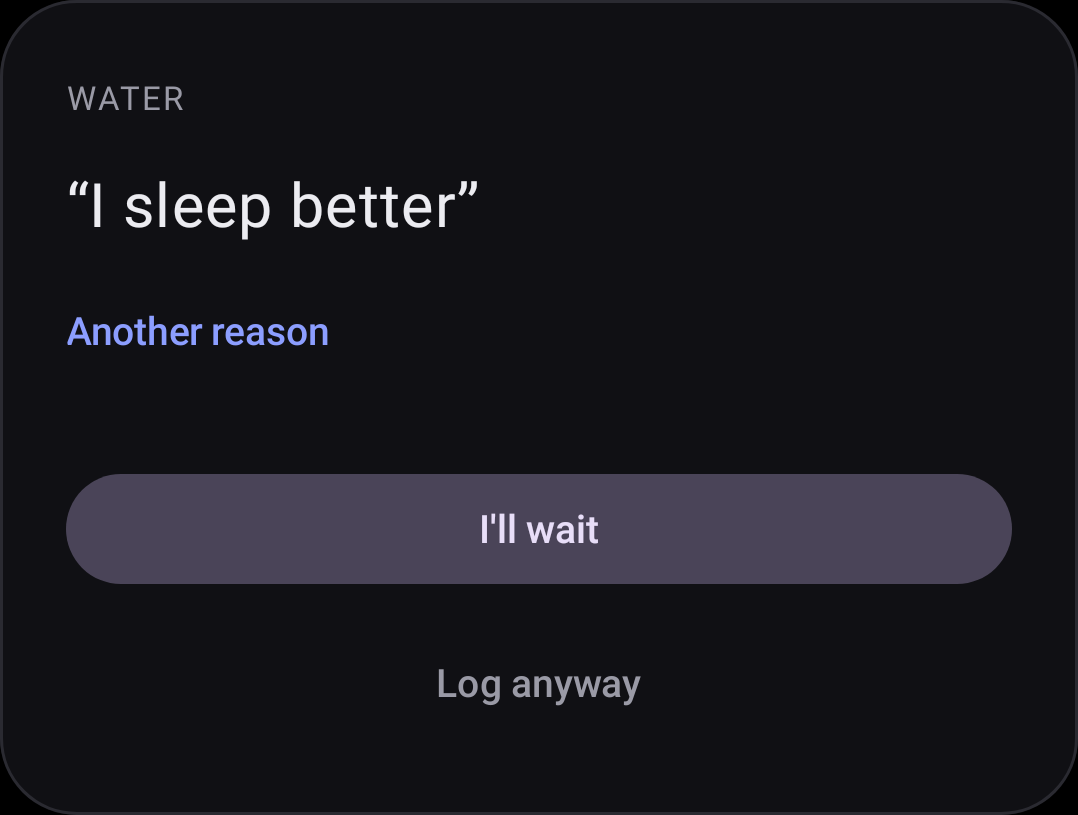 WATER
“I sleep better”
Another reason
I'll wait
Log anyway